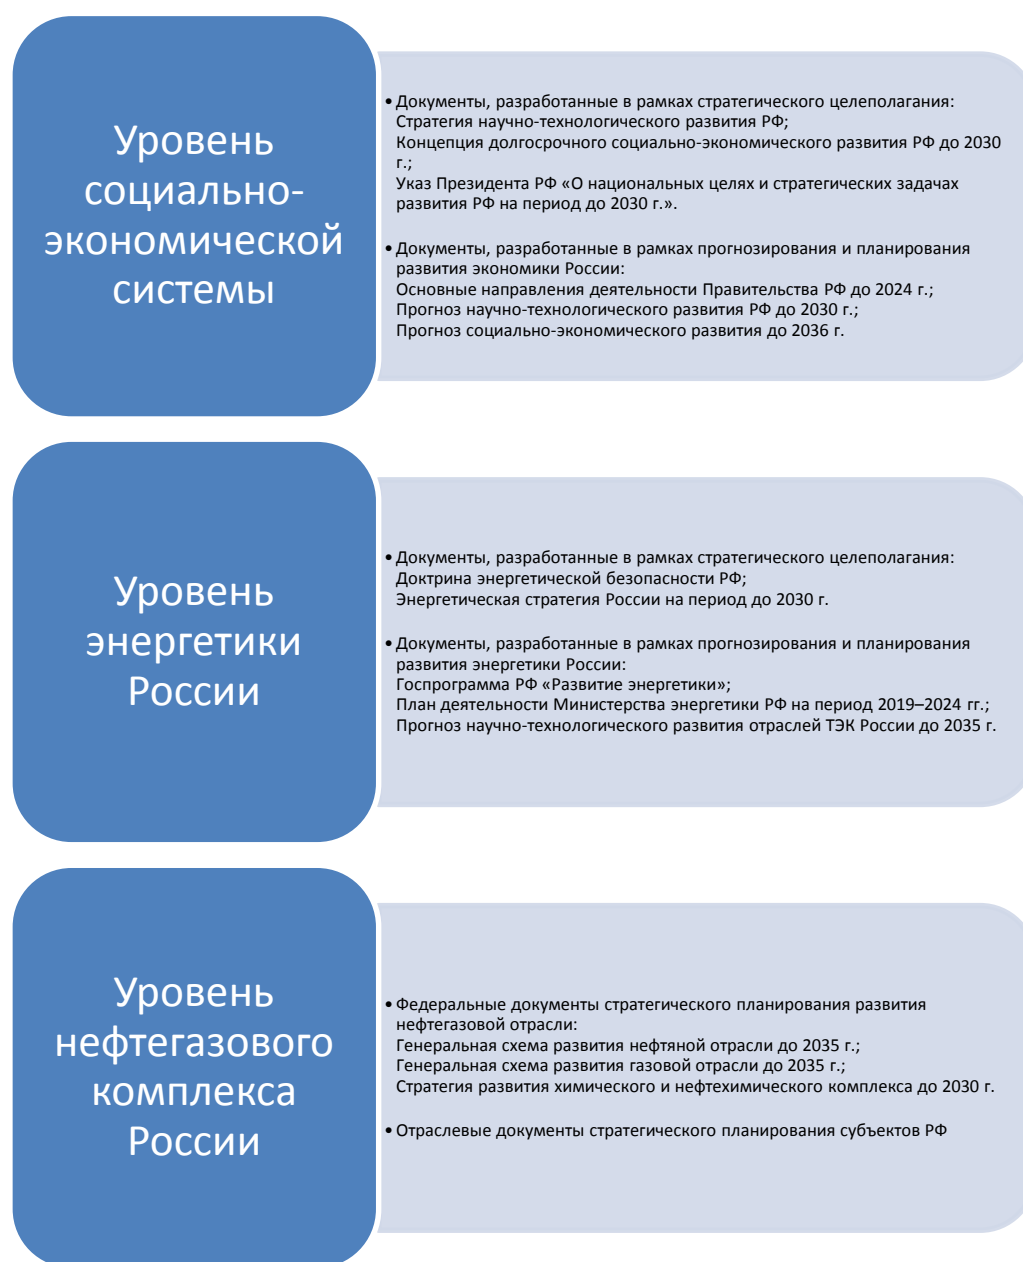 Уровень
социально-
экономической
системы
• Документы, разработанные в рамках стратегического целеполагания:
Стратегия научно-технологического развития РФ;
Концепция долгосрочного социально-экономического развития РФ до 2030
г.;
Указ Президента РФ «О национальных целях и стратегических задачах
развития РФ на период до 2030 г.».
• Документы, разработанные в рамках прогнозирования и планирования
развития экономики России:
Основные направления деятельности Правительства РФ до 2024 г.;
Прогноз научно-технологического развития РФ до 2030 г.;
Прогноз социально-экономического развития до 2036 г.
Уровень
энергетики
России
• Документы, разработанные в рамках стратегического целеполагания:
Доктрина энергетической безопасности РФ;
Энергетическая стратегия России на период до 2030 г.
• Документы, разработанные в рамках прогнозирования и планирования
развития энергетики России:
Госпрограмма РФ «Развитие энергетики»;
План деятельности Министерства энергетики РФ на период 2019–2024 гг.;
Прогноз научно-технологического развития отраслей ТЭК России до 2035 г.
Уровень
нефтегазового
комплекса
России
• Федеральные документы стратегического планирования развития
нефтегазовой отрасли:
Генеральная схема развития нефтяной отрасли до 2035 г.;
Генеральная схема развития газовой отрасли до 2035 г.;
Стратегия развития химического и нефтехимического комплекса до 2030 г.
• Отраслевые документы стратегического планирования субъектов РФ